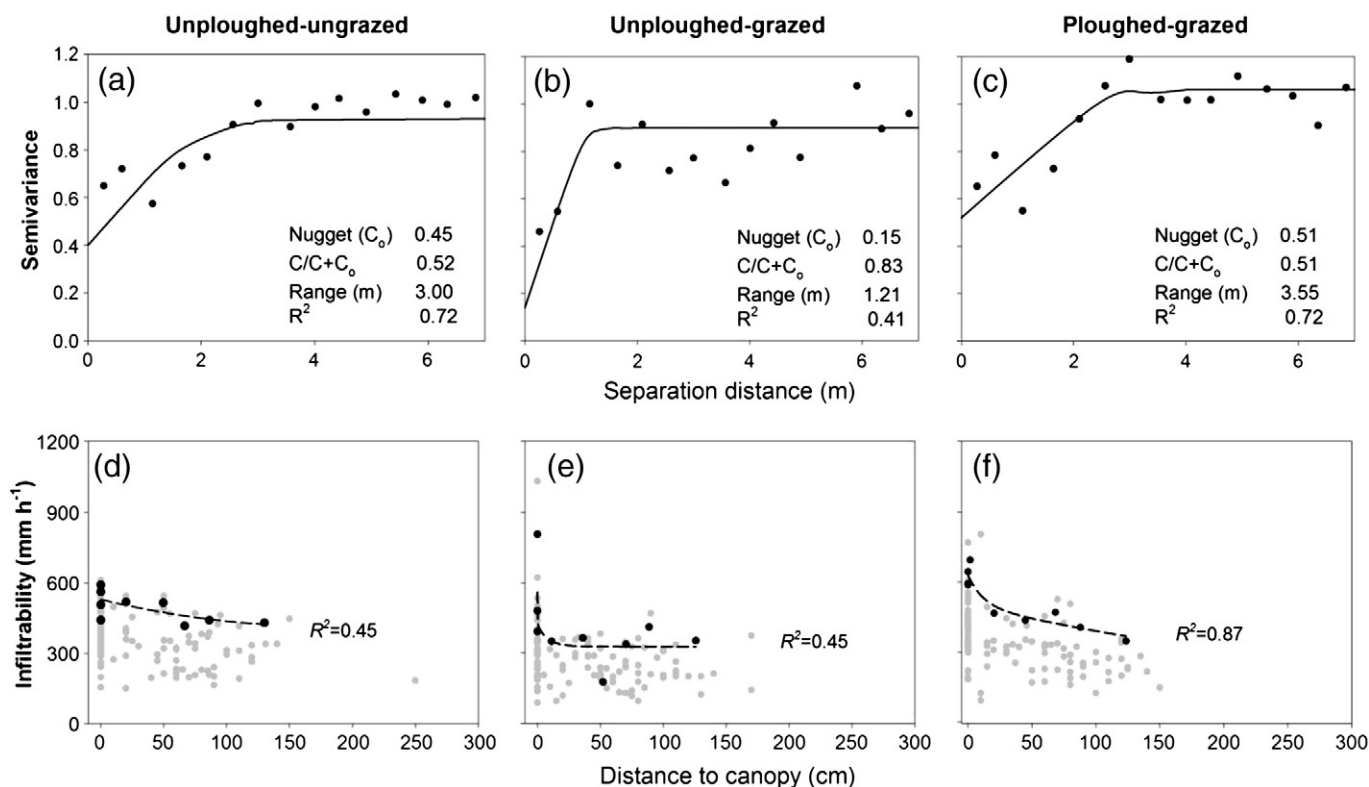 Unploughed-ungrazed
Unploughed-grazed
Ploughed-grazed
(a)
(b)
(c)
Semivariance
1.2
1.0
0.8
0.6
0.4
0.2
0.0
Nugget (Cₒ) 0.45
C/C+Cₒ 0.52
Range (m) 3.00
R² 0.72
Nugget (Cₒ) 0.15
C/C+Cₒ 0.83
Range (m) 1.21
R² 0.41
Nugget (Cₒ) 0.51
C/C+Cₒ 0.51
Range (m) 3.55
R² 0.72
0 2 4 6
0 2 4 6
0 2 4 6
Separation distance (m)
(d)
(e)
(f)
Infiltrability (mm h⁻¹)
1200
900
600
300
0
R²=0.45
R²=0.45
R²=0.87
0 50 100 150 200 250 300
0 50 100 150 200 250 300
0 50 100 150 200 250 300
Distance to canopy (cm)